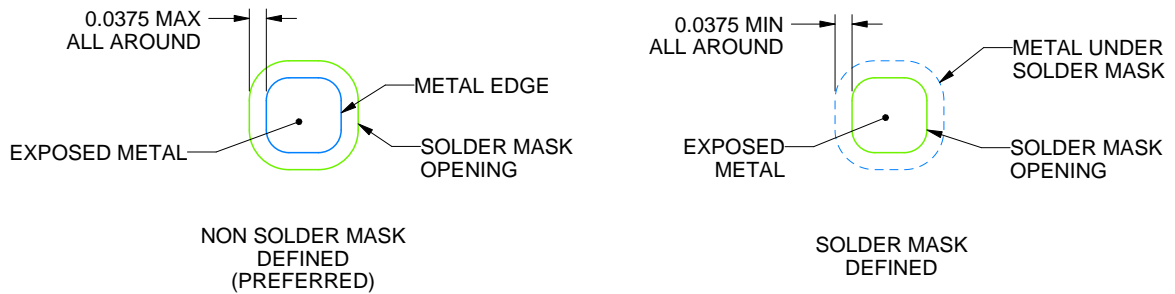 0.0375 MAX
ALL AROUND
METAL EDGE
EXPOSED METAL
SOLDER MASK
OPENING
NON SOLDER MASK
DEFINED
(PREFERRED)
0.0375 MIN
ALL AROUND
METAL UNDER
SOLDER MASK
EXPOSED
METAL
SOLDER MASK
OPENING
SOLDER MASK
DEFINED